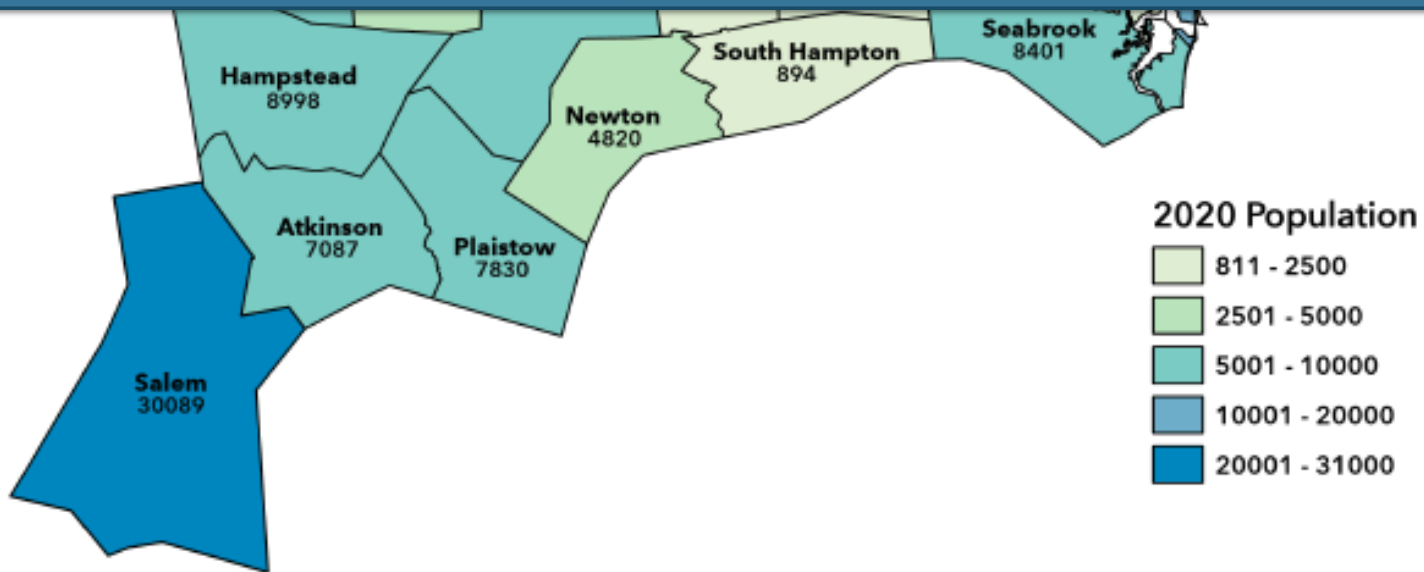 South Hampton
894
Seabrook
8401
Hampstead
8998
Newton
4820
Atkinson
7087
Plaistow
7830
Salem
30089
2020 Population
811 - 2500
2501 - 5000
5001 - 10000
10001 - 20000
20001 - 31000